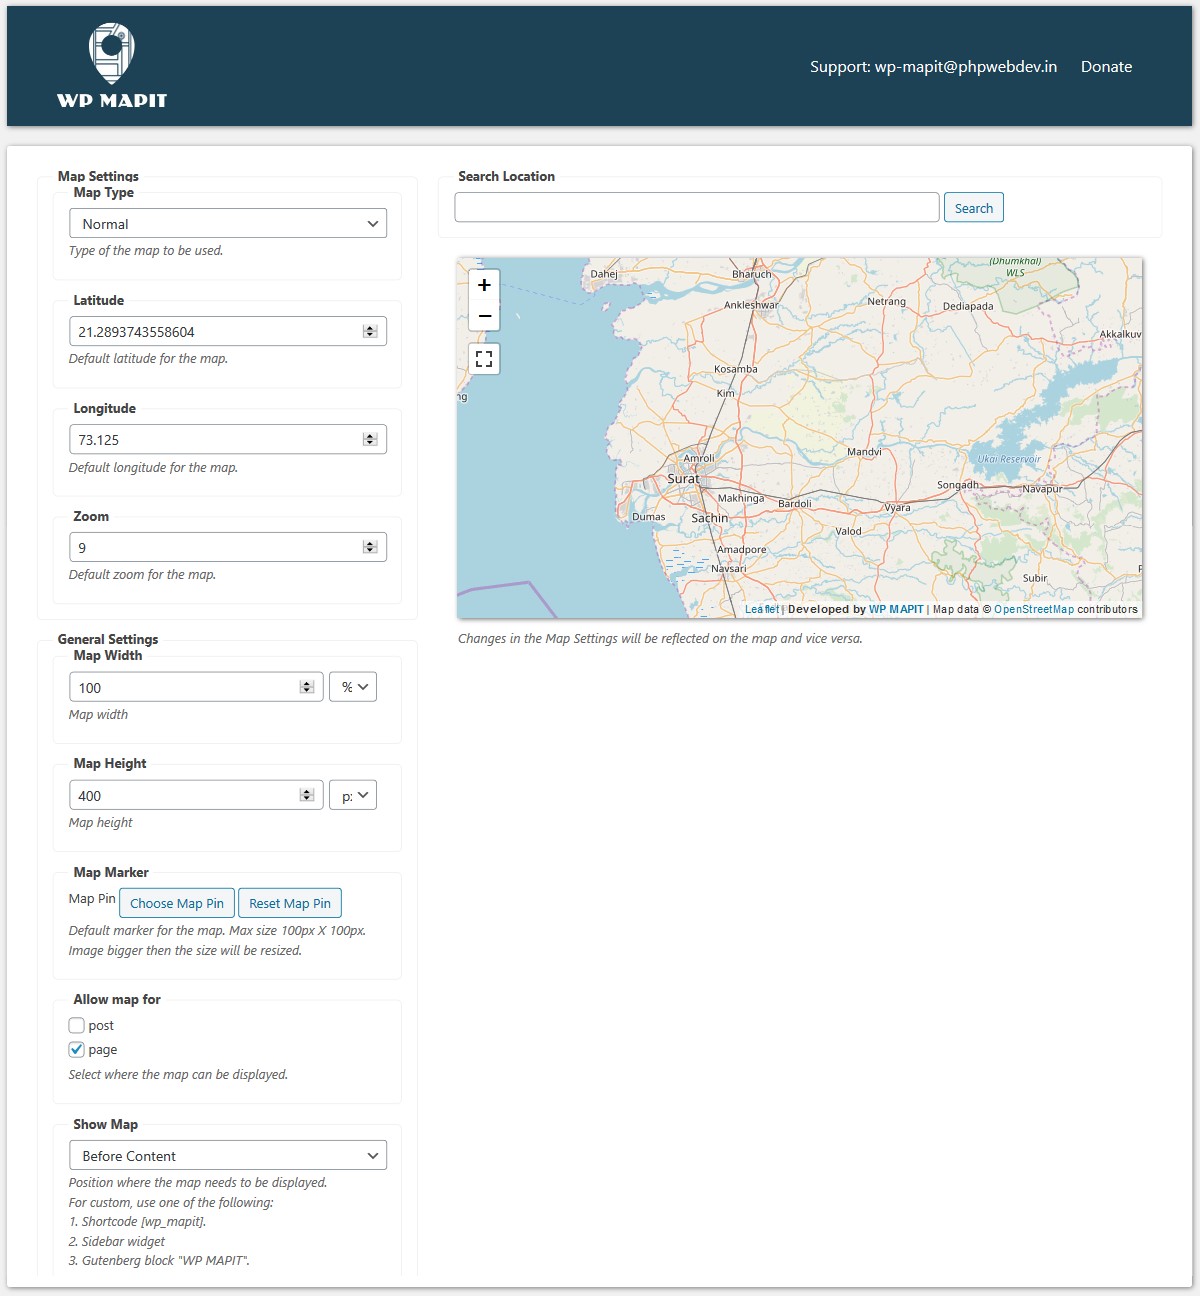 WP MAPIT
Support: wp-mapit@phpwebdev.in Donate
Map Settings
Map Type
Normal
Type of the map to be used.
Latitude
21.2893743558604
Default latitude for the map.
Longitude
73.125
Default longitude for the map.
Zoom
9
Default zoom for the map.
General Settings
Map Width
100 %
Map width
Map Height
400 p:
Map height
Map Marker
Map Pin Choose Map Pin Reset Map Pin
Default marker for the map. Max size 100px X 100px.
Image bigger then the size will be resized.
Allow map for
post
page
Select where the map can be displayed.
Show Map
Before Content
Position where the map needs to be displayed.
For custom, use one of the following:
1. Shortcode [wp_mapit].
2. Sidebar widget
3. Gutenberg block "WP MAPIT".
Search Location
Search
+
−
(Dhumkhal)
WLS
Dahej
Bharuch
Ankleshwar
Netrang
Dediapada
Akkalkuv
Kosamba
Kim
ng
Amroli
Surat
Mandvi
Ukai Reservoir
Songadh
Navapur
Makhinga
Bardoli
Vyara
Dumas
Sachin
Valod
Amadpore
Navsari
Subir
F
Leaflet | Developed by WP MAPIT | Map data © OpenStreetMap contributors
Changes in the Map Settings will be reflected on the map and vice versa.